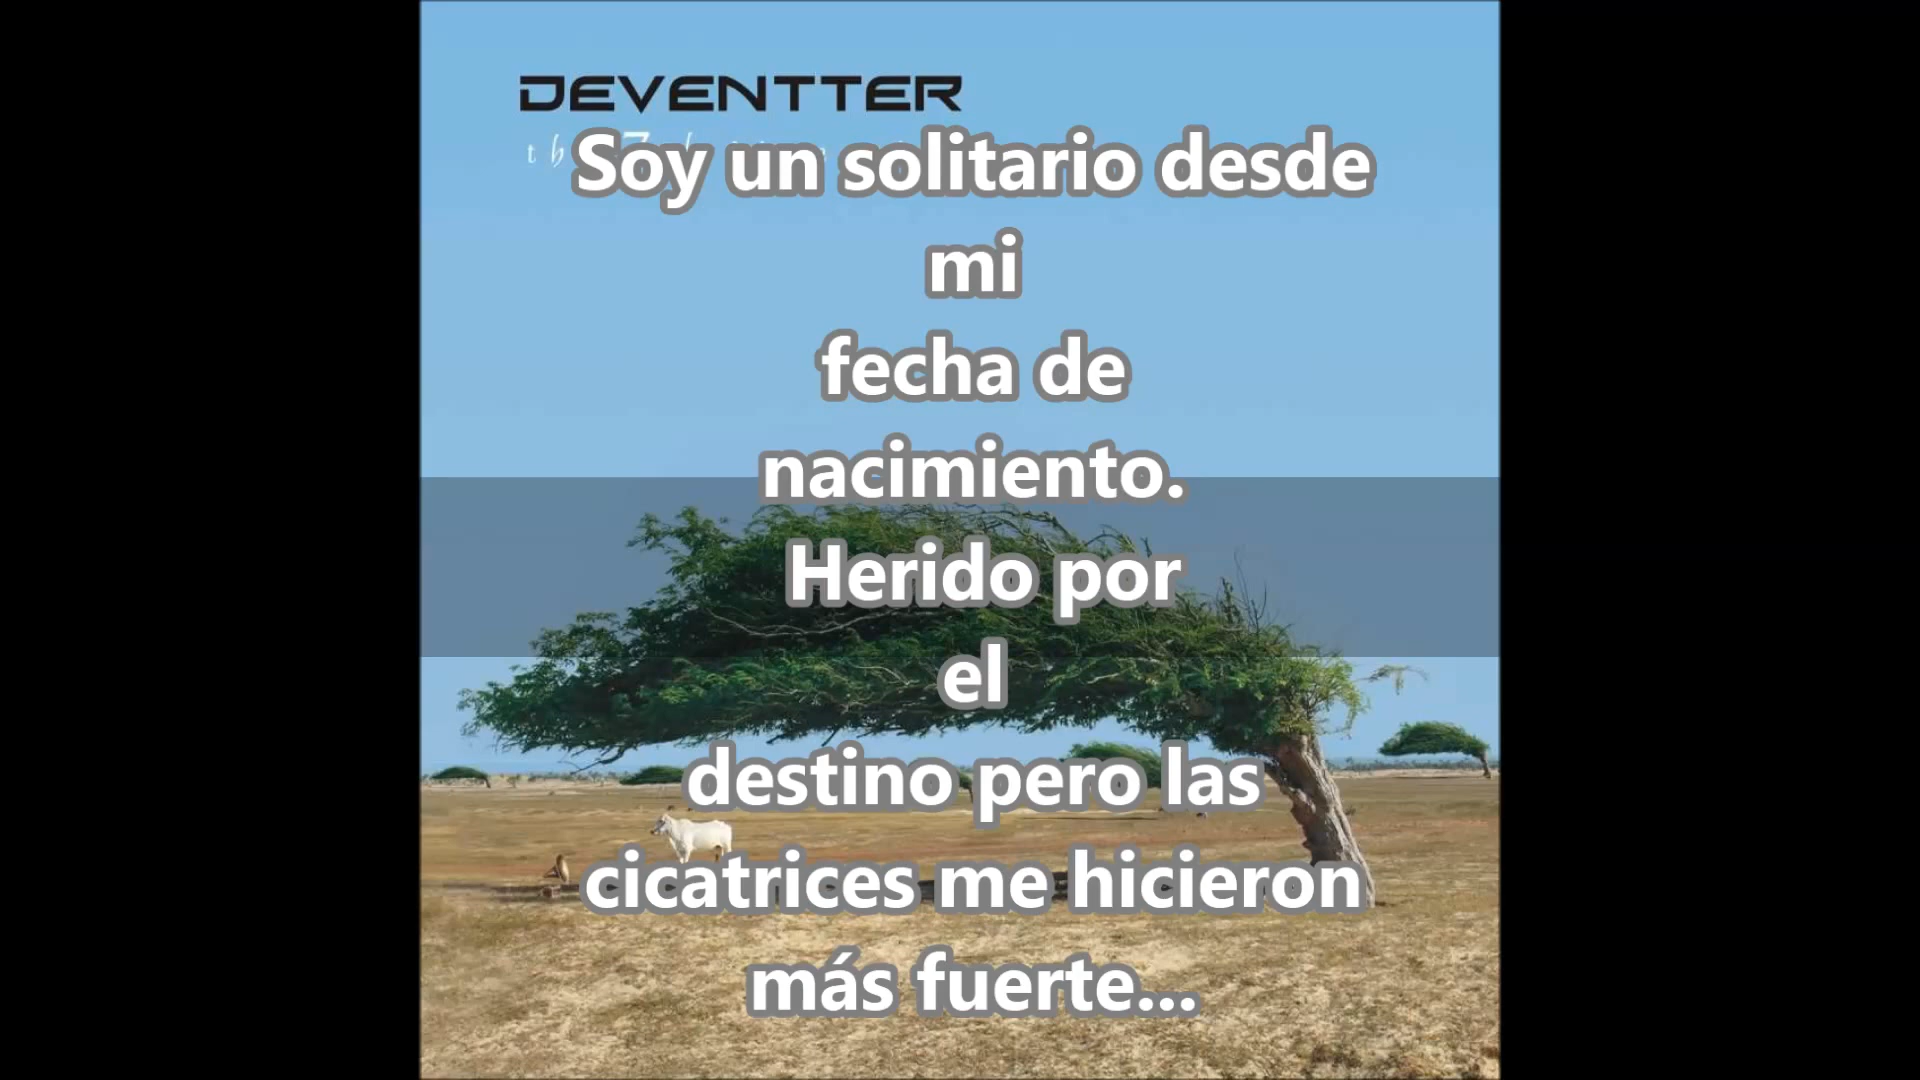 DEVENTTER
Soy un solitario desde
mi
fecha de
nacimiento.
Herido por
el
destino pero las
cicatrices me hicieron
más fuerte...